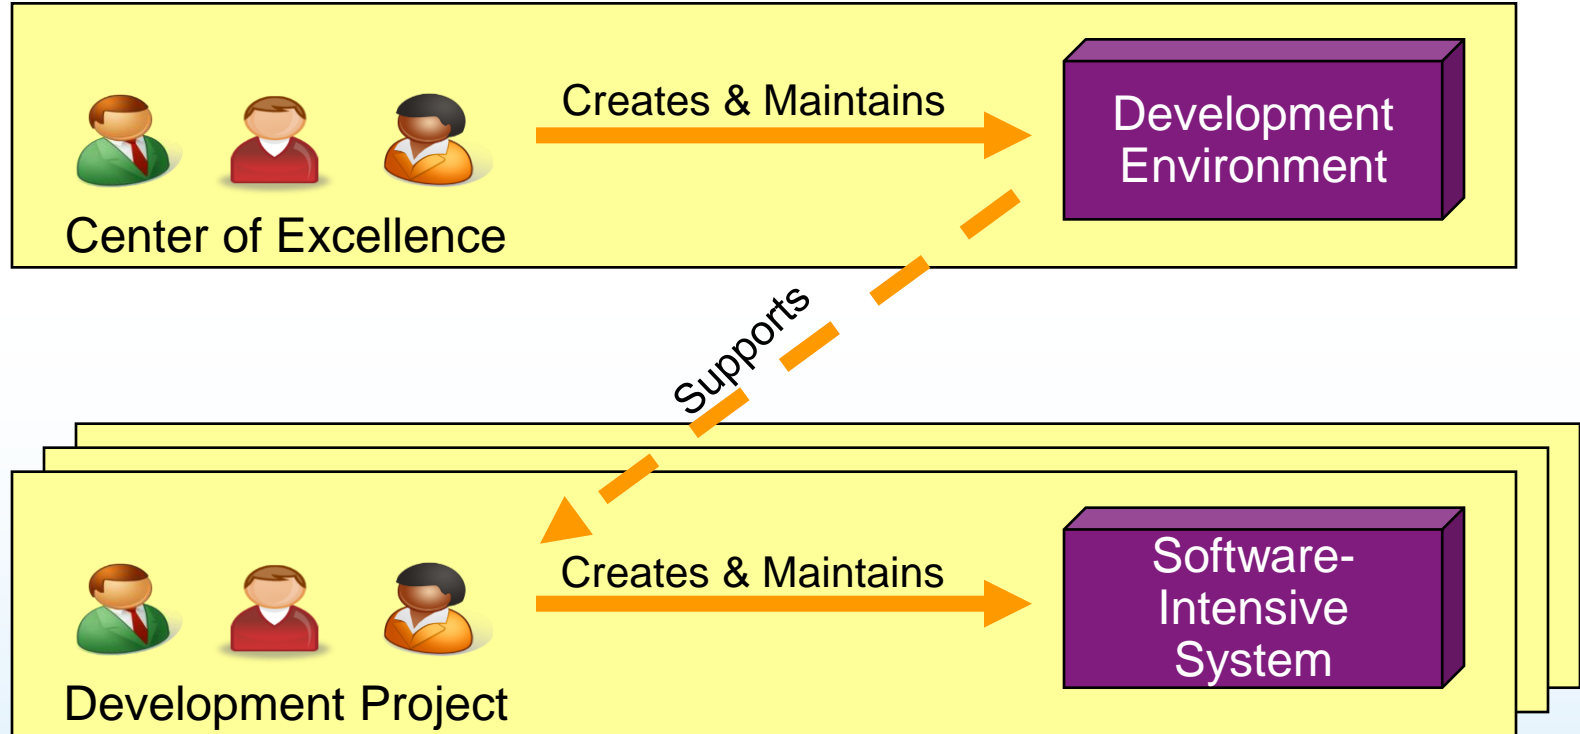 Creates & Maintains
Development
Environment
Center of Excellence
Supports
Creates & Maintains
Software-
Intensive
System
Development Project